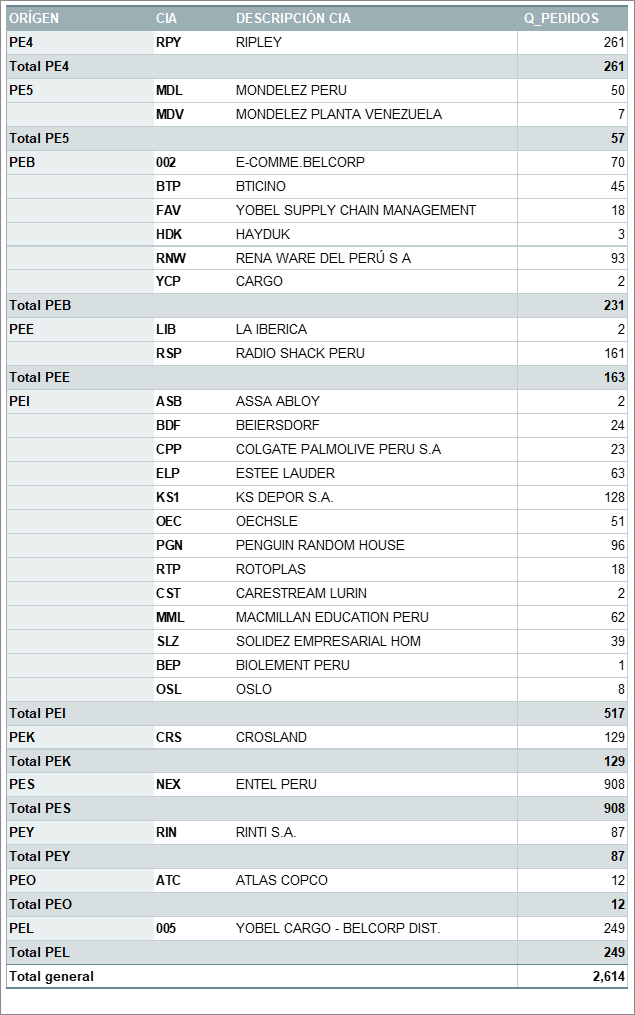 ORÍGEN CIA DESCRIPCIÓN CIA Q_PEDIDOS
PE4 RPY RIPLEY 261
Total PE4 261
PE5 MDL MONDELEZ PERU 50
MDV MONDELEZ PLANTA VENEZUELA 7
Total PE5 57
PEB 002 E-COMME.BELCORP 70
BTP BTICINO 45
FAV YOBEL SUPPLY CHAIN MANAGEMENT 18
HDK HAYDUK 3
RNW RENA WARE DEL PERÚ S A 93
YCP CARGO 2
Total PEB 231
PEE LIB LA IBERICA 2
RSP RADIO SHACK PERU 161
Total PEE 163
PEI ASB ASSA ABLOY 2
BDF BEIERSDORF 24
CPP COLGATE PALMOLIVE PERU S.A 23
ELP ESTEE LAUDER 63
KS1 KS DEPOR S.A. 128
OEC OECHSLE 51
PGN PENGUIN RANDOM HOUSE 96
RTP ROTOPLAS 18
CST CARESTREAM LURIN 2
MML MACMILLAN EDUCATION PERU 62
SLZ SOLIDEZ EMPRESARIAL HOM 39
BEP BIOLEMENT PERU 1
OSL OSLO 8
Total PEI 517
PEK CRS CROSLAND 129
Total PEK 129
PES NEX ENTEL PERU 908
Total PES 908
PEY RIN RINTI S.A. 87
Total PEY 87
PEO ATC ATLAS COPCO 12
Total PEO 12
PEL 005 YOBEL CARGO - BELCORP DIST. 249
Total PEL 249
Total general 2,614